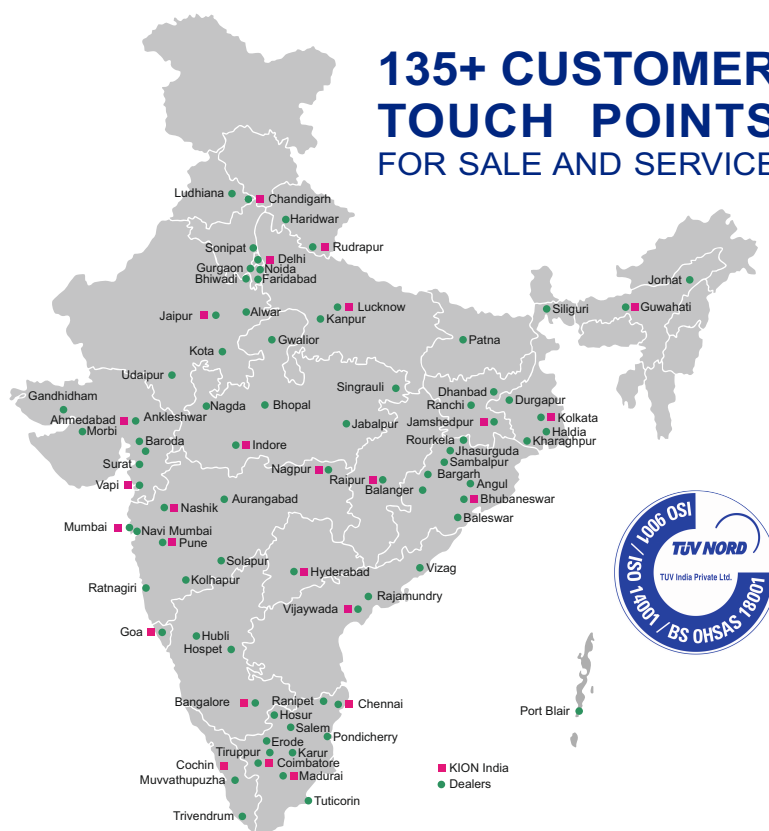 135+ CUSTOMER
TOUCH POINTS
FOR SALE AND SERVICE
Ludhiana
Chandigarh
Haridwar
Sonipat
Delhi
Rudrapur
Gurgaon
Noida
Bhiwadi
Faridabad
Jorhat
Jaipur
Alwar
Lucknow
Kanpur
Siliguri
Guwahati
Kota
Gwalior
Patna
Udaipur
Singrauli
Gandhidham
Nagda
Bhopal
Dhanbad
Durgapur
Ranchi
Ahmedabad
Ankleshwar
Morbi
Jabalpur
Jamshedpur
Kolkata
Haldia
Kharaghpur
Baroda
Indore
Rourkela
Jhasurguda
Surat
Nagpur
Sambalpur
Raipur
Bargarh
Vapi
Balanger
Angul
Nashik
Aurangabad
Bhubaneswar
Mumbai
Navi Mumbai
Baleswar
Pune
Solapur
Hyderabad
Vizag
Ratnagiri
Kolhapur
Rajamundry
Vijaywada
Goa
Hubli
Hospet
Bangalore
Ranipet
Chennai
Port Blair
Hosur
Salem
Pondicherry
Erode
Tiruppur
Karur
Cochin
Coimbatore
Muvvathupuzha
Madurai
Tuticorin
Trivendrum
KION India
Dealers
ISO 9001 / ISO 14001 / BS OHSAS 18001
TÜV NORD
TUV India Private Ltd.